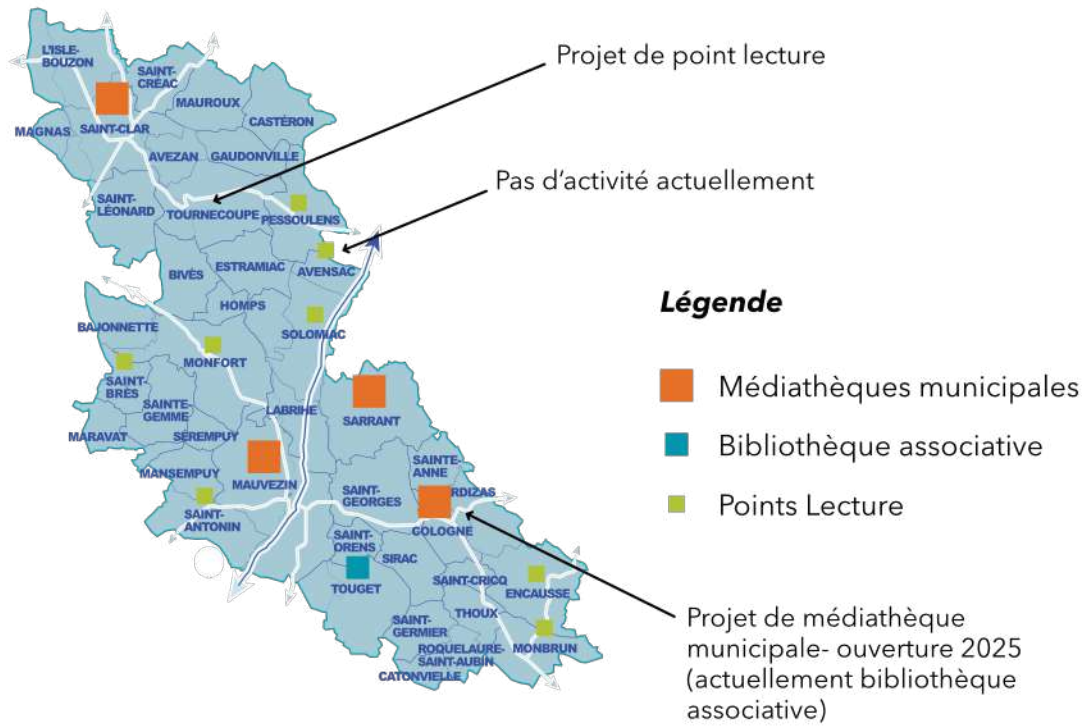 Projet de point lecture
Pas d'activité actuellement
L'ISLE-
BOUZON
SAINT-
CRÉAC
MAUROUX
CASTÉRON
MAGNAS
SAINT-CLAR
AVEZAN
GAUDONVILLE
SAINT-
LÉONARD
TOURNECOUPE
PESSOULENS
BIVÈS
ESTRAMIAC
AVENSAC
HOMPS
BAJONNETTE
SOLOMIAC
MONFORT
SAINT-
BRÈS
SAINTE-
GEMME
LABRIHE
SARRANT
MARAVAT
SÉREMPUY
MANSEMPUY
MAUVEZIN
SAINTE-
ANNE
SAINT-
GEORGES
RDIZAS
SAINT-
ANTONIN
COLOGNE
SAINT-
ORENS
SIRAC
TOUGET
SAINT-CRICQ
ENCAUSSE
THOUX
SAINT-
GERMIER
ROQUELAURE-
SAINT-AUBIN
MONBRUN
CATONVIELLE
Légende
Médiathèques municipales
Bibliothèque associative
Points Lecture
Projet de médiathèque
municipale- ouverture 2025
(actuellement bibliothèque
associative)